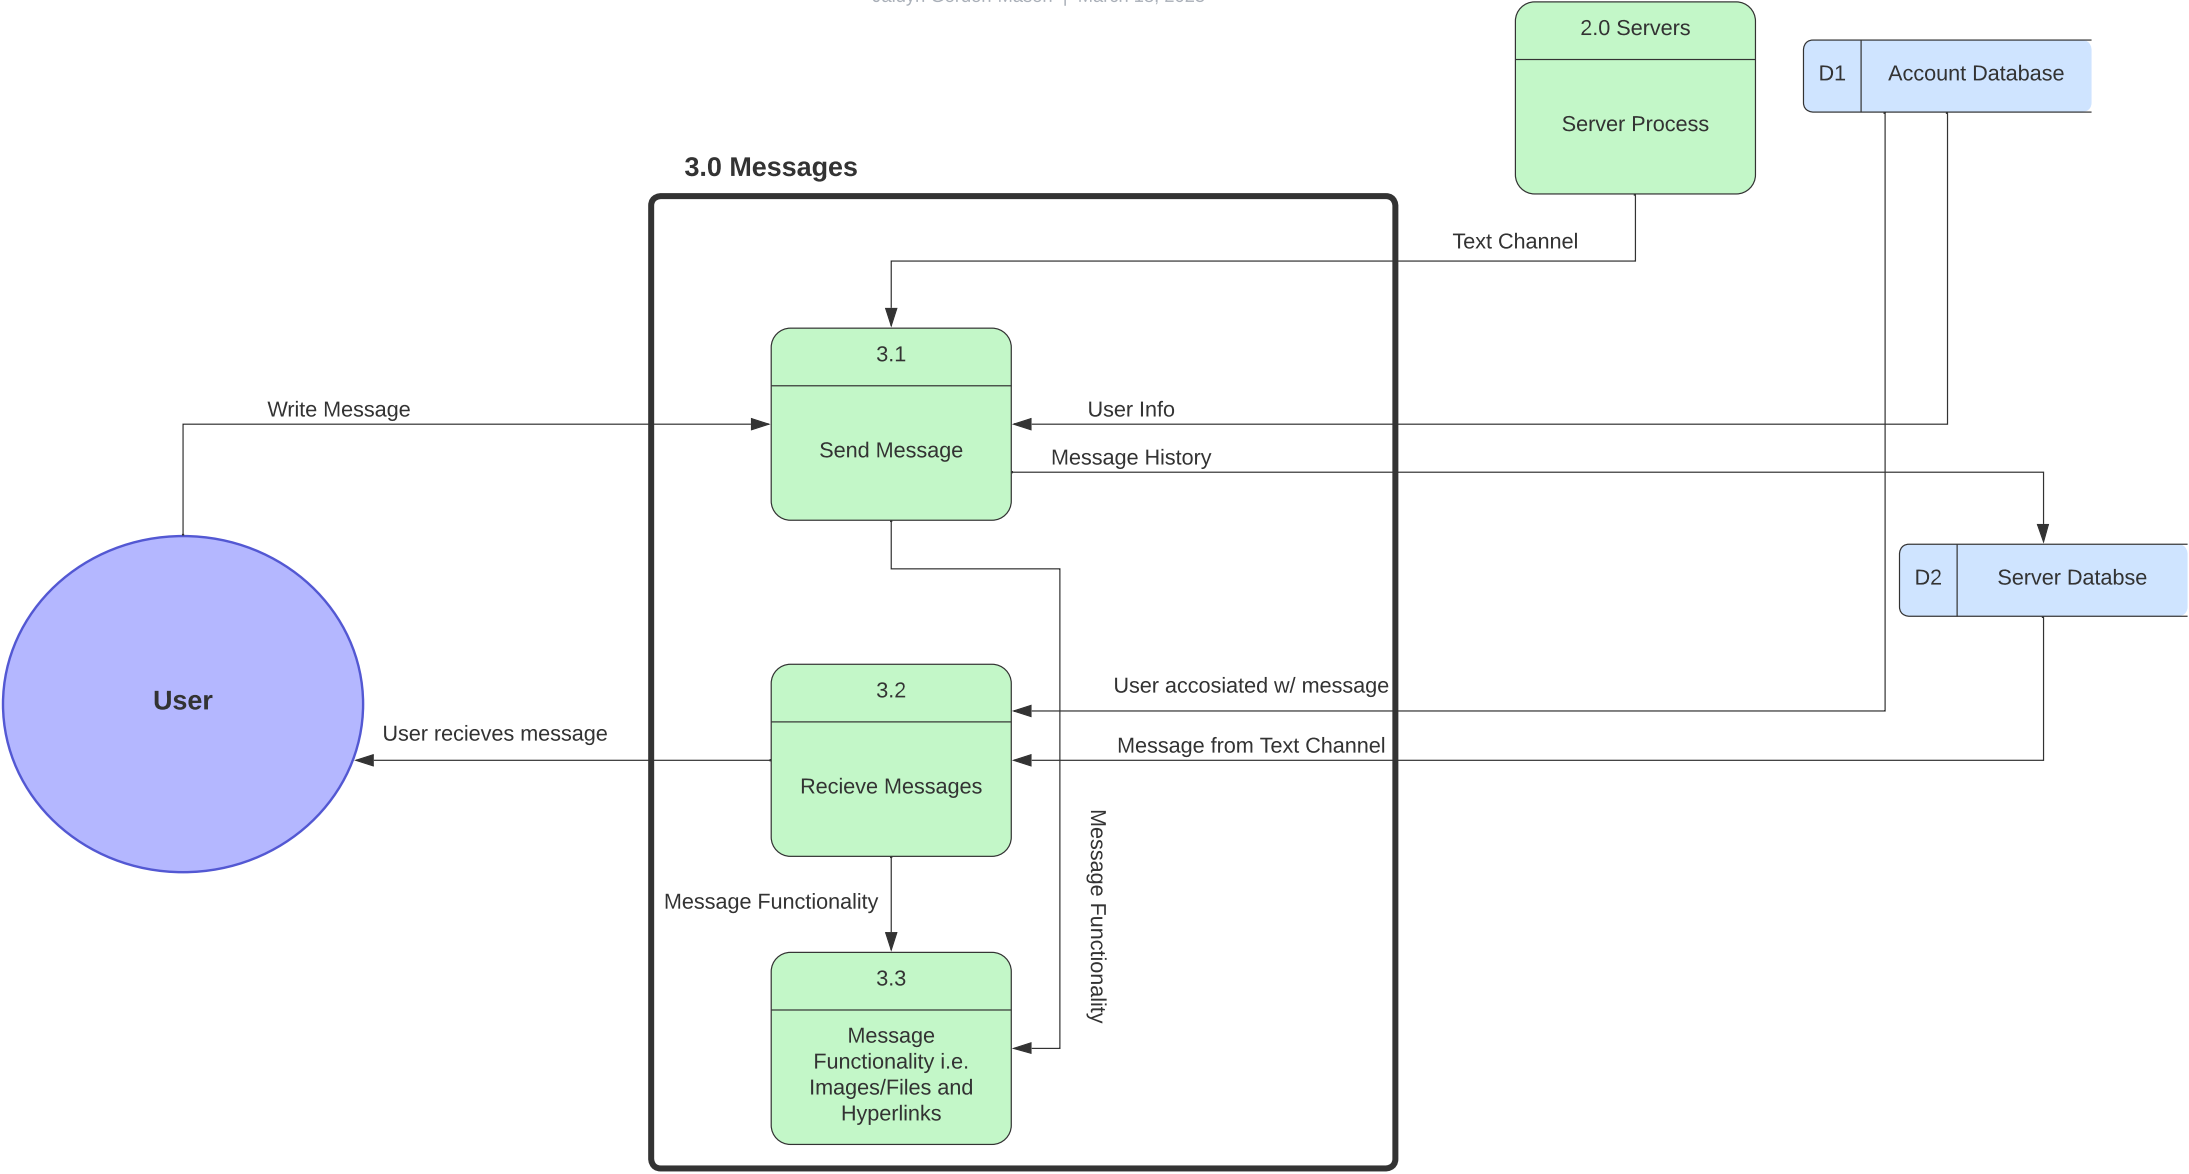 2.0 Servers
Server Process
D1
Account Database
3.0 Messages
Text Channel
3.1
Send Message
Write Message
User Info
Message History
D2
Server Databse
User
User recieves message
3.2
Recieve Messages
User accosiated w/ message
Message from Text Channel
Message Functionality
Message Functionality
3.3
Message
Functionality i.e.
Images/Files and
Hyperlinks